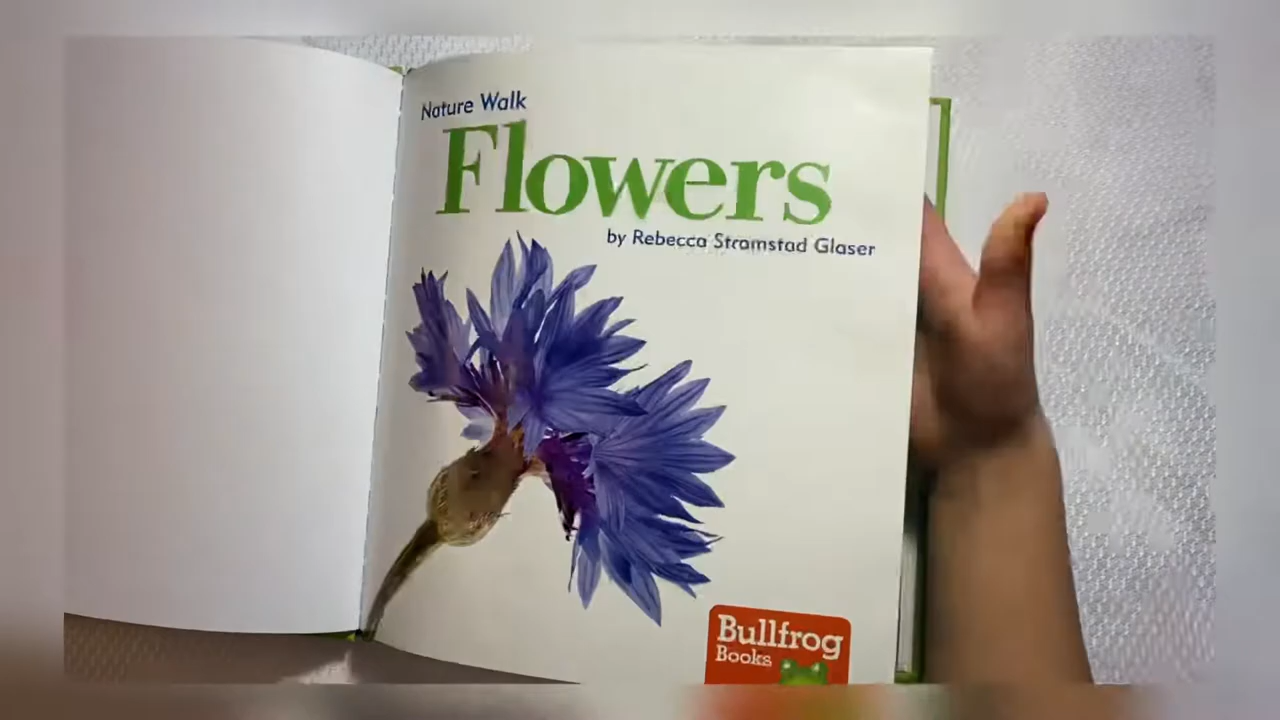 Nature Walk
Flowers
by Rebecca Stromstad Glaser
Bullfrog
Books